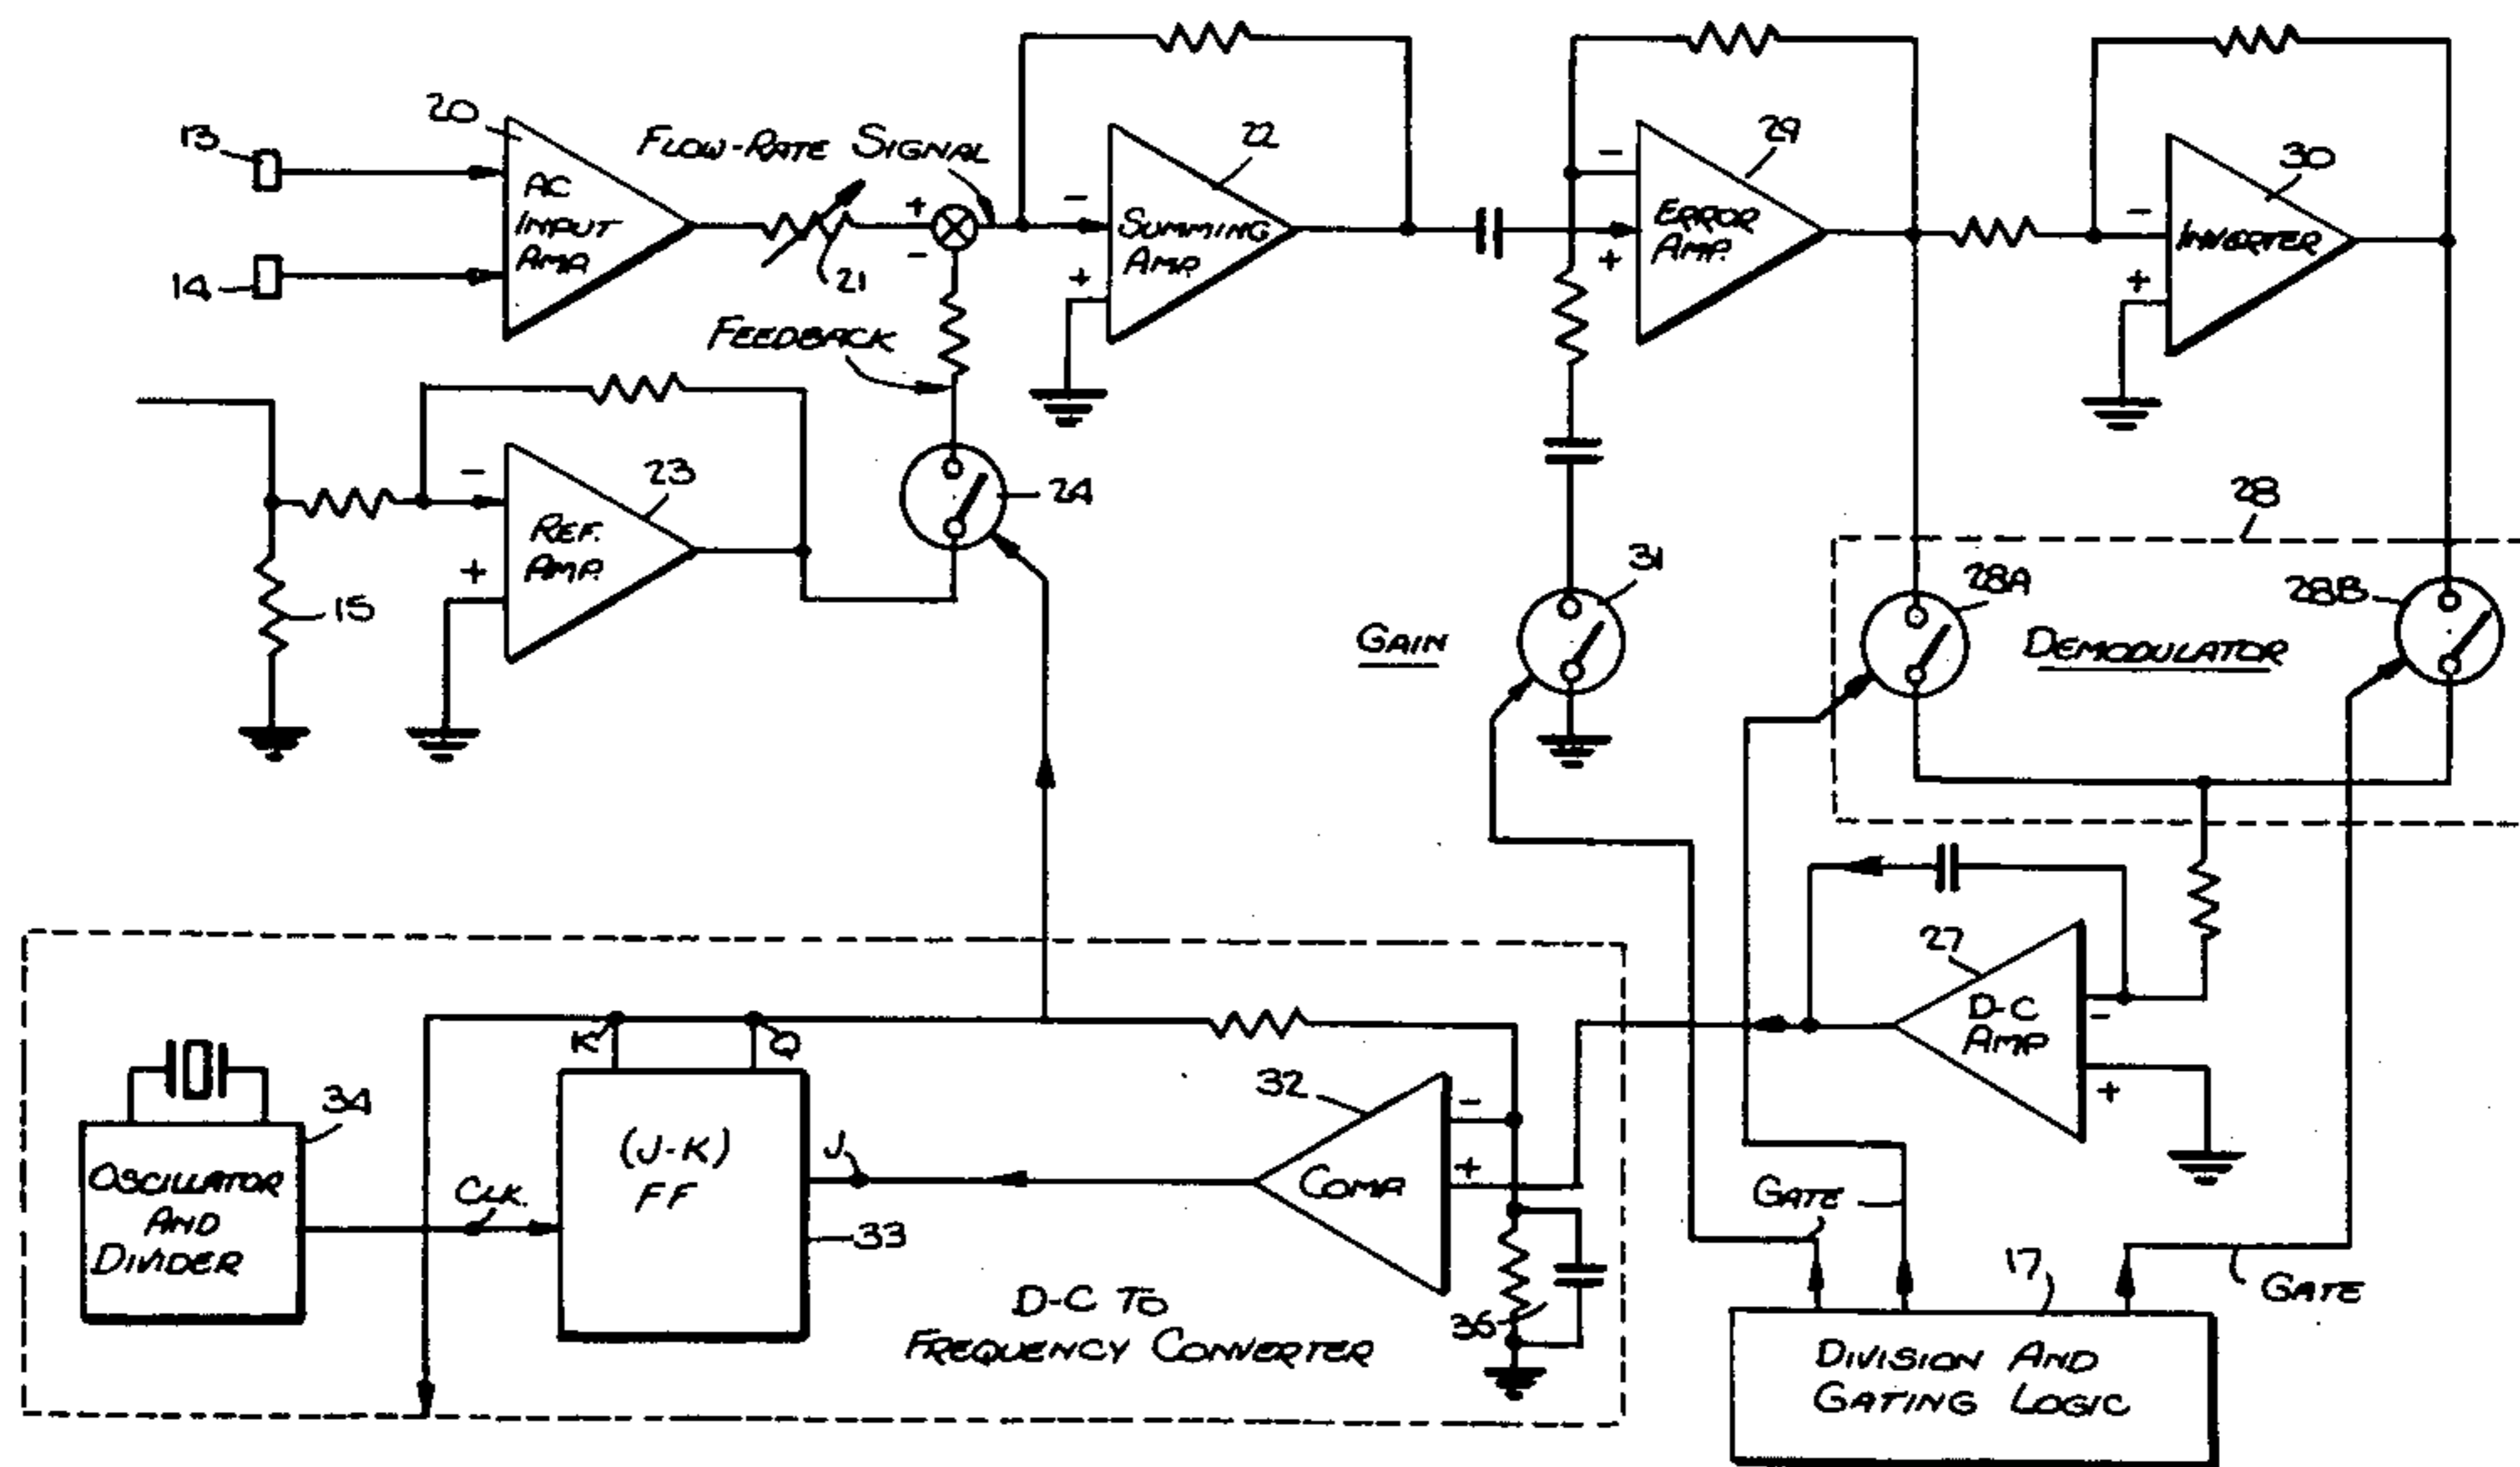 13
20
AC
INPUT
AMP.
14
FLOW-RATE SIGNAL
+
-
21
FEEDBACK
22
-
SUMMING
AMP.
+
29
-
ERROR
AMP.
+
30
-
INVERTER
+
23
-
REF.
AMP.
+
15
24
GAIN
31
28
28A
28B
DEMODULATOR
27
D-C
AMP
-
+
K
Q
34
OSCILLATOR
AND
DIVIDER
CLK.
(J-K)
FF
33
J
32
COMP
-
+
35
D-C TO
FREQUENCY CONVERTER
GATE
17
GATE
DIVISION AND
GATING LOGIC